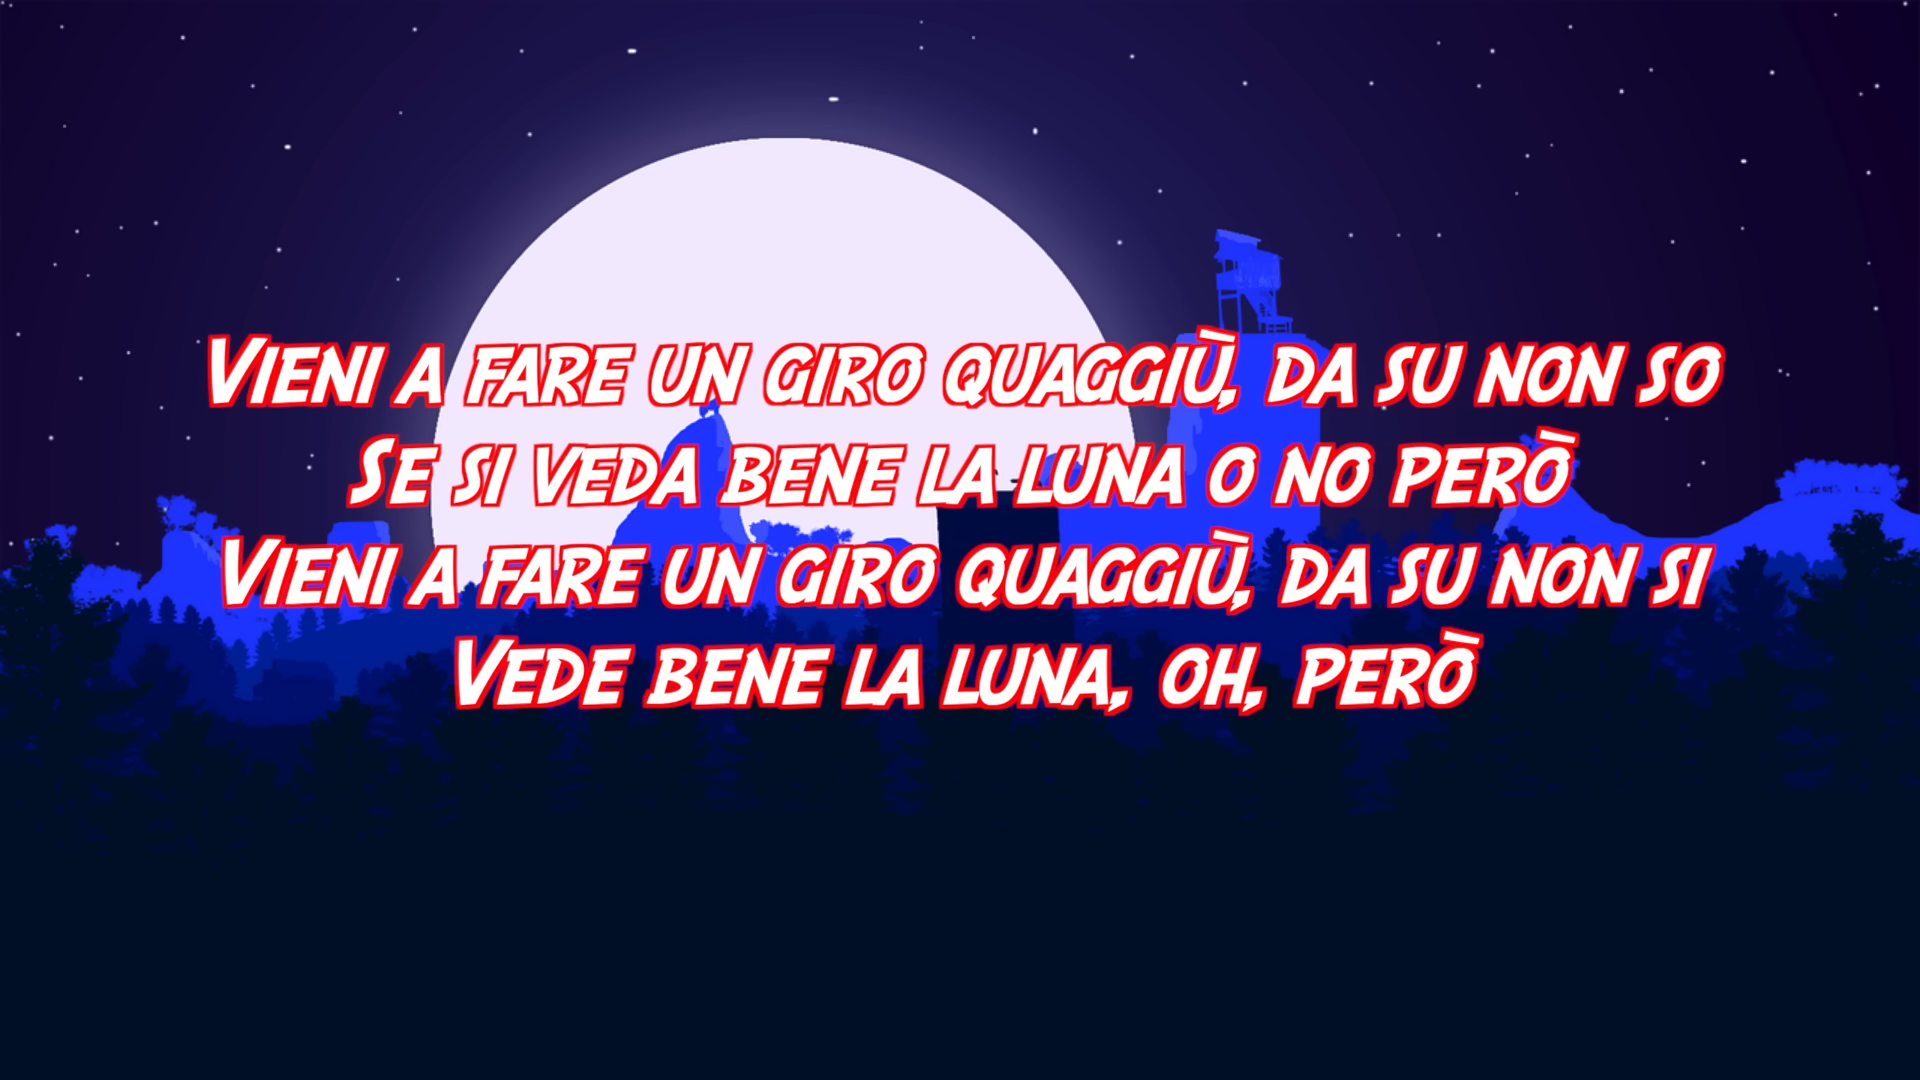 Vieni a fare un giro quaggiù, da su non so
Se si veda bene la luna o no però
Vieni a fare un giro quaggiù, da su non si
Vede bene la luna, oh, però